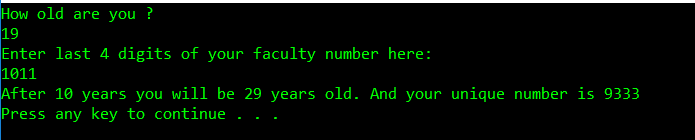 How old are you ?
19
Enter last 4 digits of your faculty number here:
1011
After 10 years you will be 29 years old. And your unique number is 9333
Press any key to continue . . .